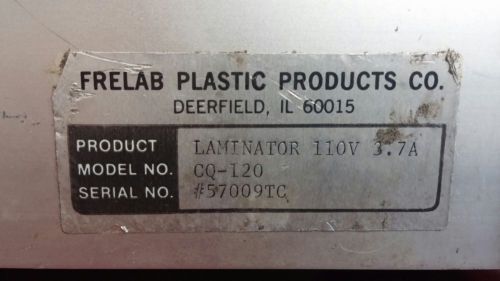 FRELAB PLASTIC PRODUCTS CO.
DEERFIELD, IL 60015
PRODUCT LAMINATOR 110V 3.7A
MODEL NO. CQ-120
SERIAL NO. #57009TC